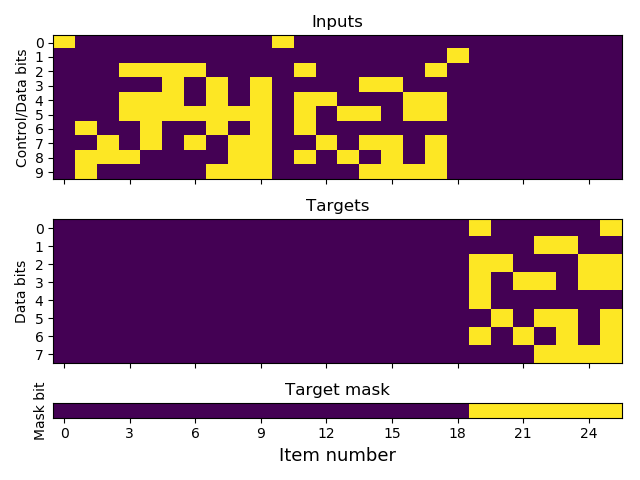 Inputs
Control/Data bits
0
1
2
3
4
5
6
7
8
9
Targets
Data bits
0
1
2
3
4
5
6
7
Target mask
Mask bit
0 3 6 9 12 15 18 21 24
Item number